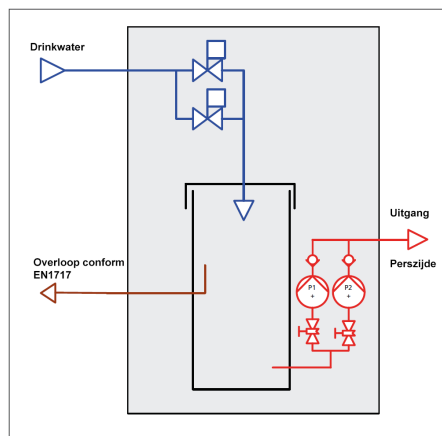 Drinkwater
Uitgang
Overloop conform
EN1717
Perszijde
P1
+
P2
+